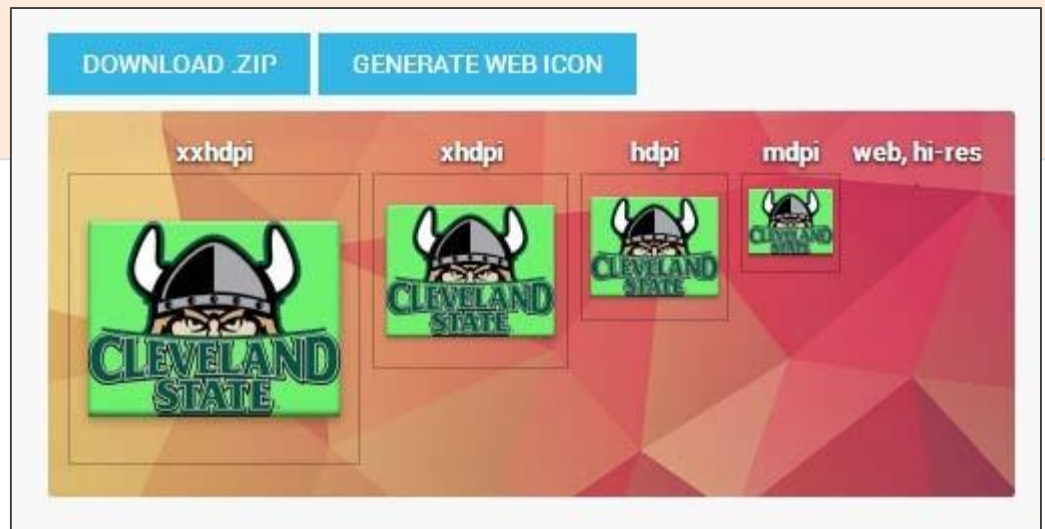 DOWNLOAD .ZIP GENERATE WEB ICON
xxhdpi xhdpi hdpi mdpi web, hi-res
CLEVELAND
STATE
CLEVELAND
STATE
CLEVELAND
STATE
CLEVELAND
STATE